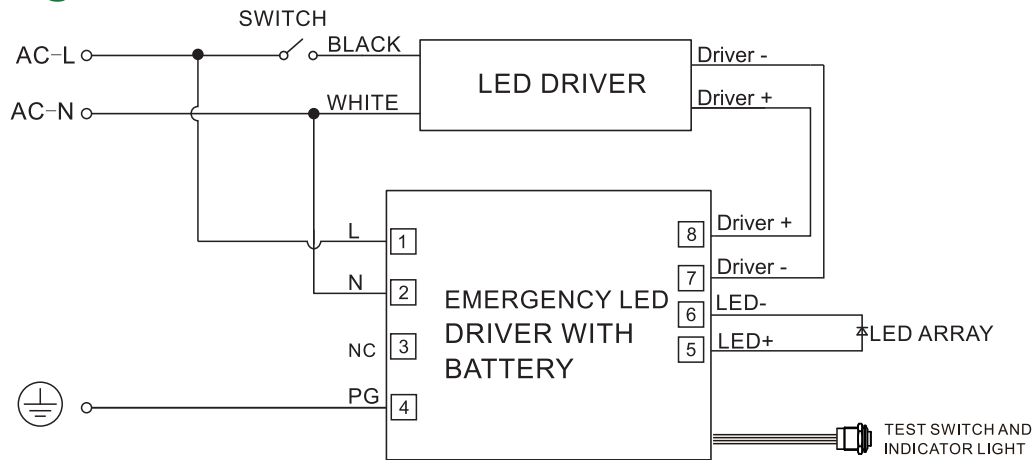 SWITCH
AC-L
BLACK
LED DRIVER
Driver -
AC-N
WHITE
Driver +
L
1
8
Driver +
N
2
7
Driver -
EMERGENCY LED
DRIVER WITH
BATTERY
6
LED-
NC
3
5
LED+
LED ARRAY
PG
4
TEST SWITCH AND
INDICATOR LIGHT